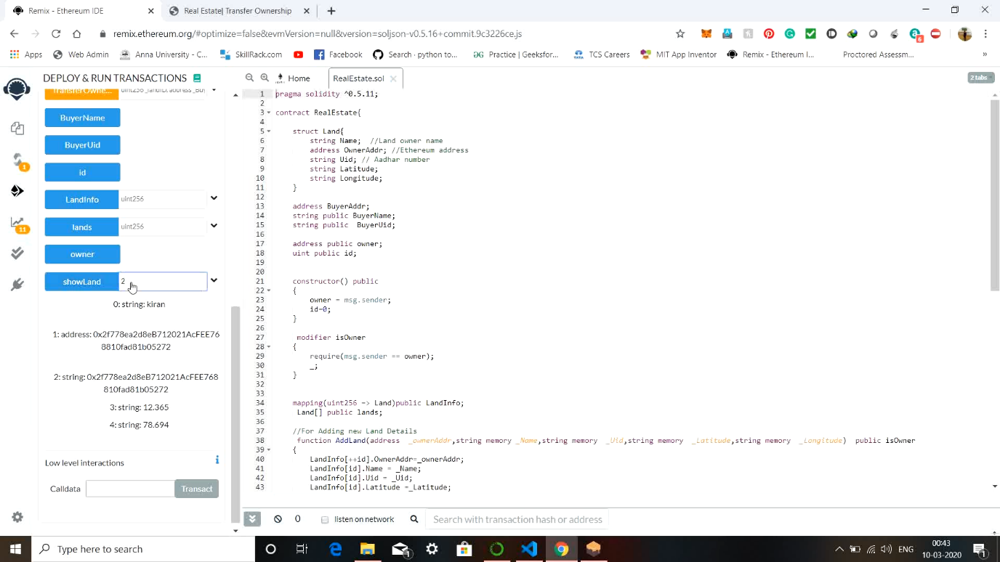 Remix - Ethereum IDE
Real Estate| Transfer Ownership
remix.ethereum.org/#optimize=false&evmVersion=null&version=soljson-v0.5.16+commit.9c3226ce.js
6
Apps
Web Admin
Anna University - C...
SkillRack.com
Facebook
Search · python to...
Practice | Geeksfor...
TCS Careers
MIT App Inventor
Remix - Ethereum I...
Proctored Assessm...
»
DEPLOY & RUN TRANSACTIONS
Home
RealEstate.sol
2 tabs
TransferOwne...
uint256 _landID, address _Buy
BuyerName
BuyerUid
id
LandInfo
uint256
lands
uint256
owner
showLand
2
0: string: kiran
1: address: 0x2f778ea2d8eB712021AcFEE76
8810fad81b05272
2: string: 0x2f778ea2d8eB712021AcFEE768
810fad81b05272
3: string: 12.365
4: string: 78.694
Low level interactions
i
Calldata
Transact
1
11
1 pragma solidity ^0.5.11;
2
3 contract RealEstate{
4
5 struct Land{
6 string Name; //Land owner name
7 address OwnerAddr; //Ethereum address
8 string Uid; // Aadhar number
9 string Latitude;
10 string Longitude;
11 }
12
13 address BuyerAddr;
14 string public BuyerName;
15 string public BuyerUid;
16
17 address public owner;
18 uint public id;
19
20
21 constructor() public
22 {
23 owner = msg.sender;
24 id=0;
25 }
26
27 modifier isOwner
28 {
29 require(msg.sender == owner);
30 _;
31 }
32
33
34 mapping(uint256 => Land)public LandInfo;
35 Land[] public lands;
36
37 //For Adding new Land Details
38 function AddLand(address _ownerAddr,string memory _Name,string memory _Uid,string memory _Latitude,string memory _Longitude) public isOwner
39 {
40 LandInfo[++id].OwnerAddr=_ownerAddr;
41 LandInfo[id].Name = _Name;
42 LandInfo[id].Uid = _Uid;
43 LandInfo[id].Latitude =_Latitude;
0
listen on network
Search with transaction hash or address
Type here to search
1
ENG
00:43
10-03-2020
1